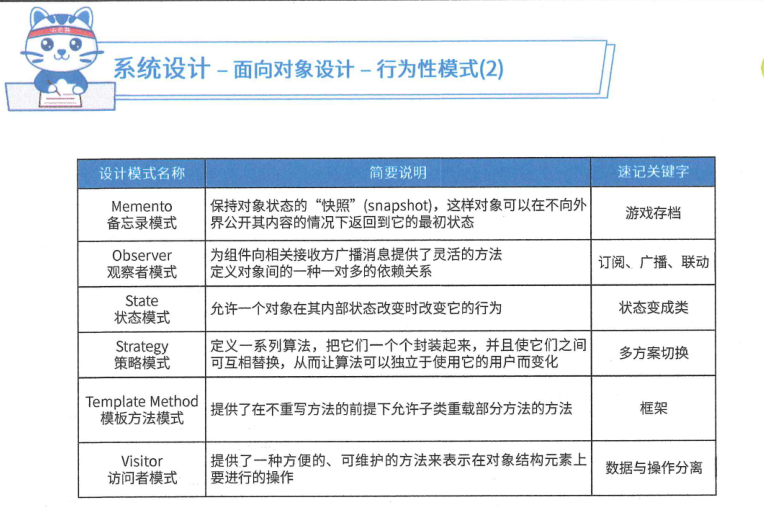 系统设计 – 面向对象设计 – 行为性模式(2)
设计模式名称
简要说明
速记关键字
Memento
备忘录模式
保持对象状态的“快照”(snapshot)，这样对象可以在不向外
界公开其内容的情况下返回到它的最初状态
游戏存档
Observer
观察者模式
为组件向相关接收方广播消息提供了灵活的方法
定义对象间的一种一对多的依赖关系
订阅、广播、联动
State
状态模式
允许一个对象在其内部状态改变时改变它的行为
状态变成类
Strategy
策略模式
定义一系列算法，把它们一个个封装起来，并且使它们之间
可互相替换，从而让算法可以独立于使用它的用户而变化
多方案切换
Template Method
模板方法模式
提供了在不重写方法的前提下允许子类重载部分方法的方法
框架
Visitor
访问者模式
提供了一种方便的、可维护的方法来表示在对象结构元素上
要进行的操作
数据与操作分离